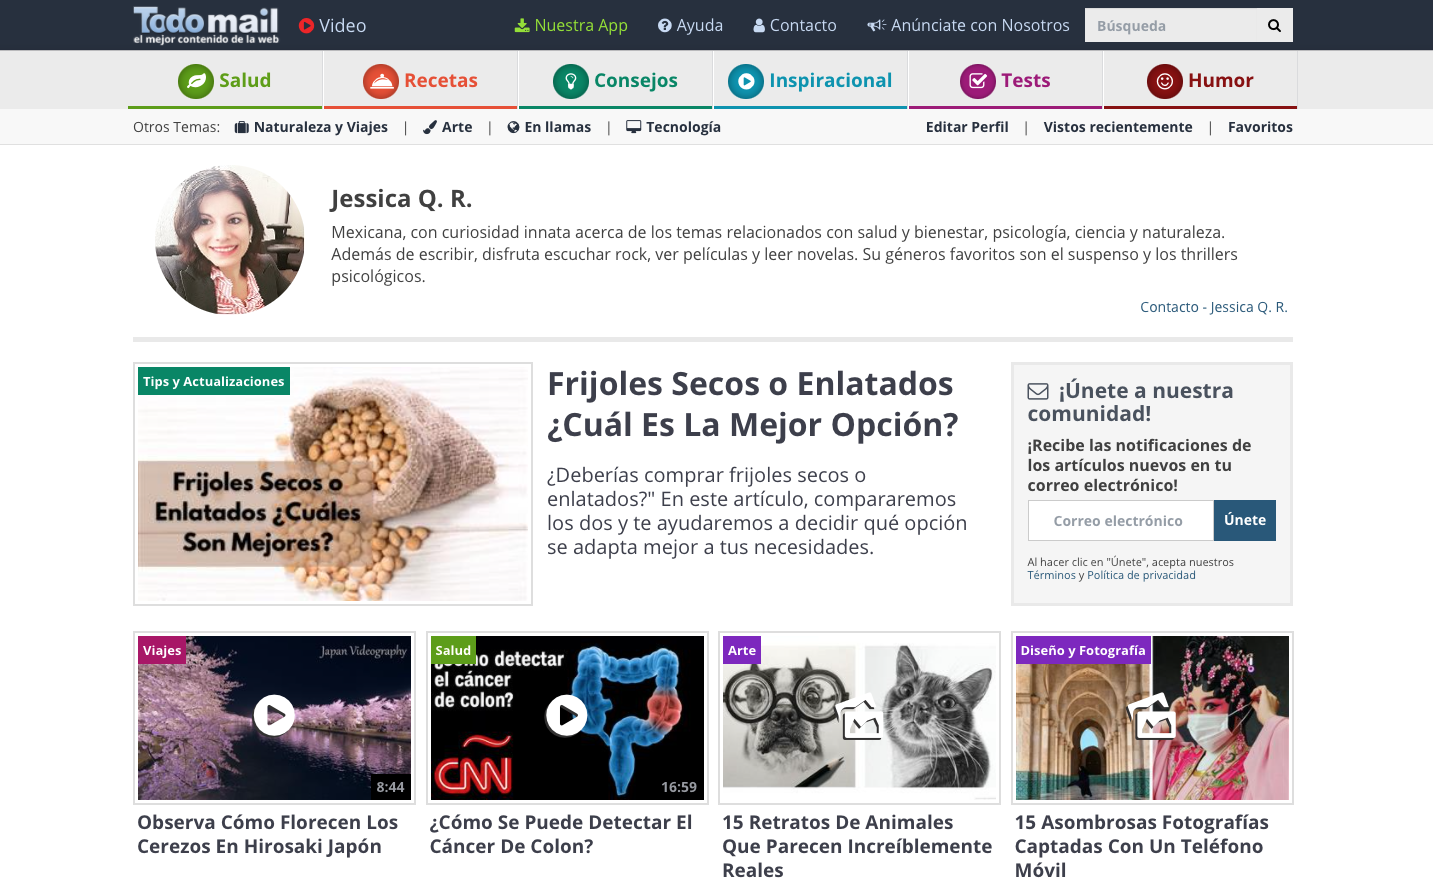 Todomail
el mejor contenido de la web
Video
Nuestra App
Ayuda
Contacto
Anúnciate con Nosotros
Búsqueda
Salud
Recetas
Consejos
Inspiracional
Tests
Humor
Otros Temas:
Naturaleza y Viajes
|
Arte
|
En llamas
|
Tecnología
Editar Perfil
|
Vistos recientemente
|
Favoritos
Jessica Q. R.
Mexicana, con curiosidad innata acerca de los temas relacionados con salud y bienestar, psicología, ciencia y naturaleza.
Además de escribir, disfruta escuchar rock, ver películas y leer novelas. Su géneros favoritos son el suspenso y los thrillers
psicológicos.
Contacto - Jessica Q. R.
Tips y Actualizaciones
Frijoles Secos o
Enlatados ¿Cuáles
Son Mejores?
Frijoles Secos o Enlatados
¿Cuál Es La Mejor Opción?
¿Deberías comprar frijoles secos o
enlatados?" En este artículo, compararemos
los dos y te ayudaremos a decidir qué opción
se adapta mejor a tus necesidades.
¡Únete a nuestra
comunidad!
¡Recibe las notificaciones de
los artículos nuevos en tu
correo electrónico!
Correo electrónico
Únete
Al hacer clic en "Únete", acepta nuestros
Términos y Política de privacidad
Viajes
Japan Videography
8:44
Observa Cómo Florecen Los
Cerezos En Hirosaki Japón
Salud
detectar
el cáncer
de colon?
CNN
16:59
¿Cómo Se Puede Detectar El
Cáncer De Colon?
Arte
15 Retratos De Animales
Que Parecen Increíblemente
Reales
Diseño y Fotografía
15 Asombrosas Fotografías
Captadas Con Un Teléfono
Móvil